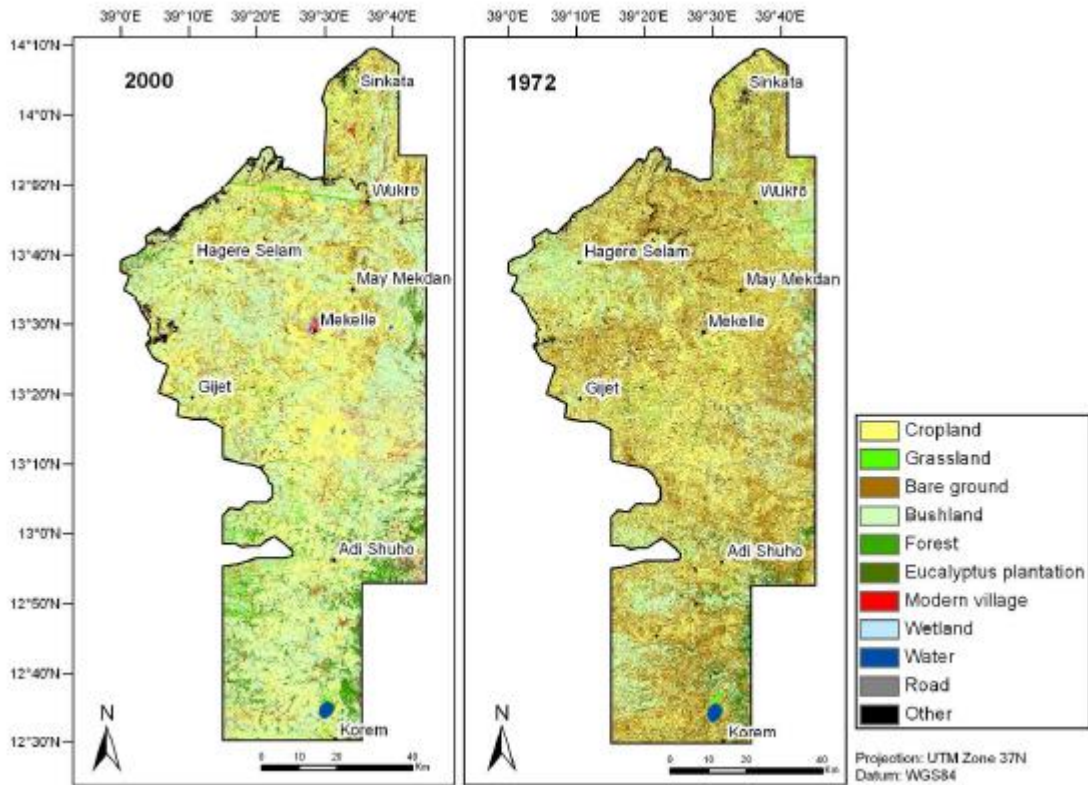 39°0'E 39°10'E 39°20'E 39°30'E 39°40'E 39°0'E 39°10'E 39°20'E 39°30'E 39°40'E
14°10'N
14°0'N
13°40'N
13°30'N
13°20'N
13°10'N
13°0'N
12°50'N
12°40'N
12°30'N
2000
Sinkata
Wukro
Hagere Selam
May Mekdan
Mekelle
Gijet
Adi Shuho
Korem
N
0 10 20 40
Km
1972
Sinkata
Wukro
Hagere Selam
May Mekdan
Mekelle
Gijet
Adi Shuho
Korem
N
0 10 20 40
Km
Cropland
Grassland
Bare ground
Bushland
Forest
Eucalyptus plantation
Modern village
Wetland
Water
Road
Other
Projection: UTM Zone 37N
Datum: WGS84